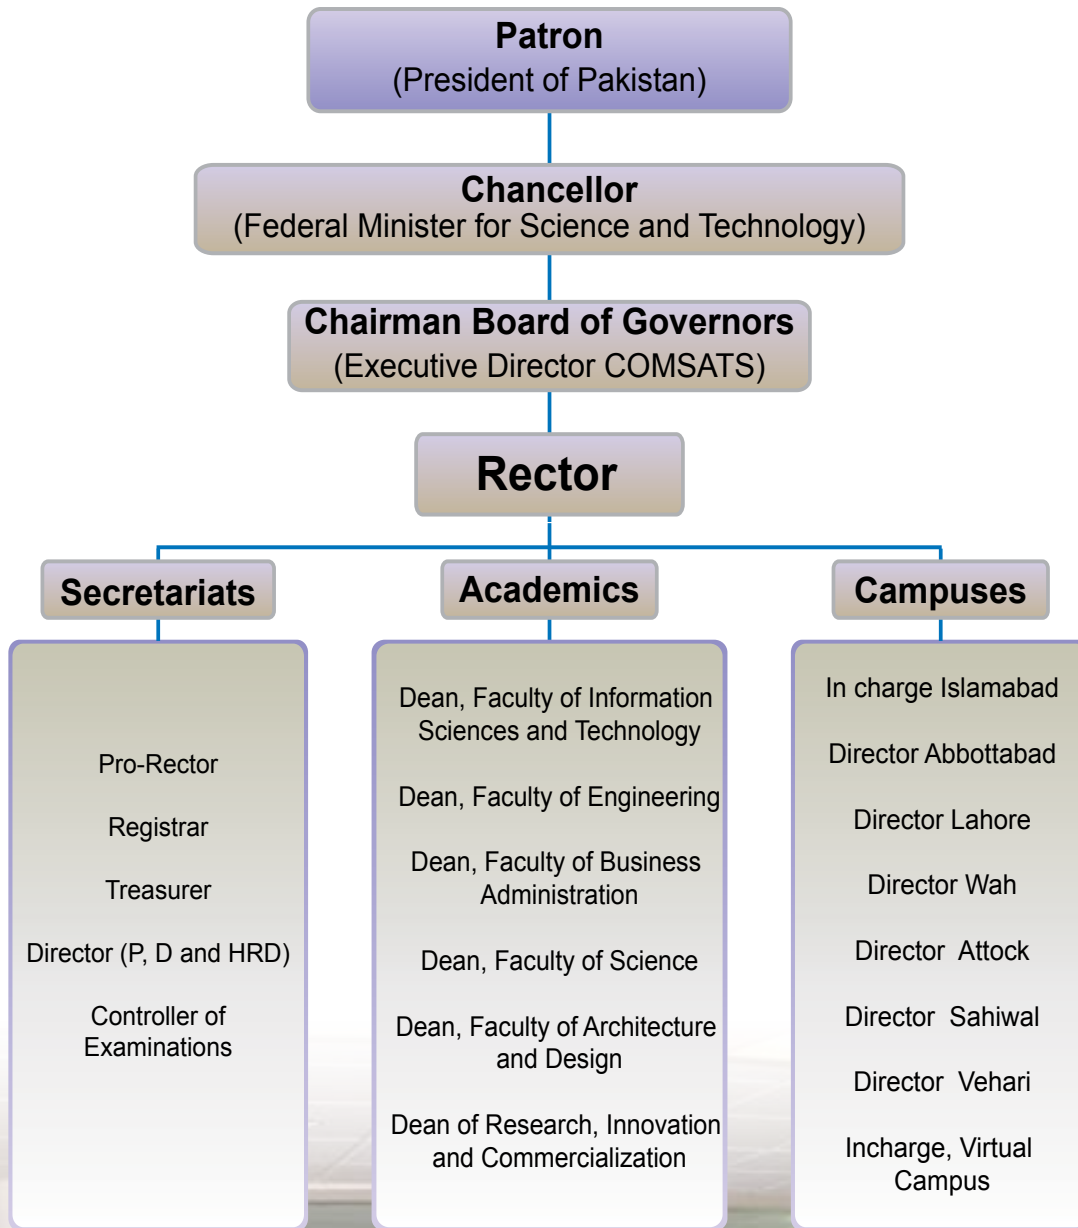 Patron
(President of Pakistan)
Chancellor
(Federal Minister for Science and Technology)
Chairman Board of Governors
(Executive Director COMSATS)
Rector
Secretariats
Pro-Rector
Registrar
Treasurer
Director (P, D and HRD)
Controller of
Examinations
Academics
Dean, Faculty of Information
Sciences and Technology
Dean, Faculty of Engineering
Dean, Faculty of Business
Administration
Dean, Faculty of Science
Dean, Faculty of Architecture
and Design
Dean of Research, Innovation
and Commercialization
Campuses
In charge Islamabad
Director Abbottabad
Director Lahore
Director Wah
Director Attock
Director Sahiwal
Director Vehari
Incharge, Virtual
Campus